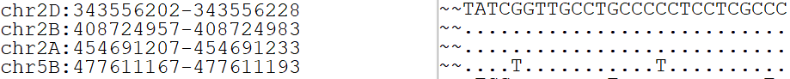 chr2D:343556202-343556228 ~~TATCGGTTGCCTGCCCCCTCCTCGCCC
chr2B:408724957-408724983 ~~...........................
chr2A:454691207-454691233 ~~...........................
chr5B:477611167-477611193 ~~....T...........T..........